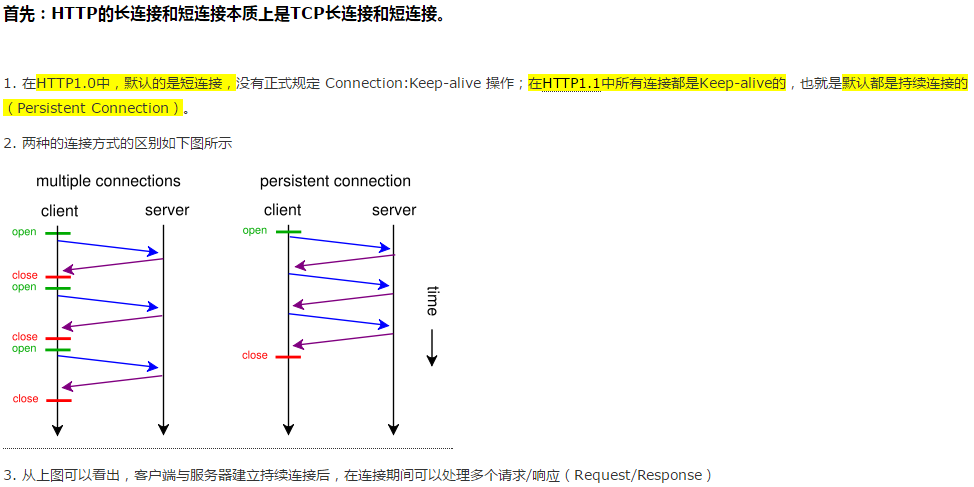 首先：HTTP的长连接和短连接本质上是TCP长连接和短连接。
1. 在HTTP1.0中，默认的是短连接，没有正式规定 Connection:Keep-alive 操作；在HTTP1.1中所有连接都是Keep-alive的，也就是默认都是持续连接的
（Persistent Connection）。
2. 两种的连接方式的区别如下图所示
multiple connections
client server
open
close
open
close
open
close
persistent connection
client server
open
close
time
3. 从上图可以看出，客户端与服务器建立持续连接后，在连接期间可以处理多个请求/响应（Request/Response）